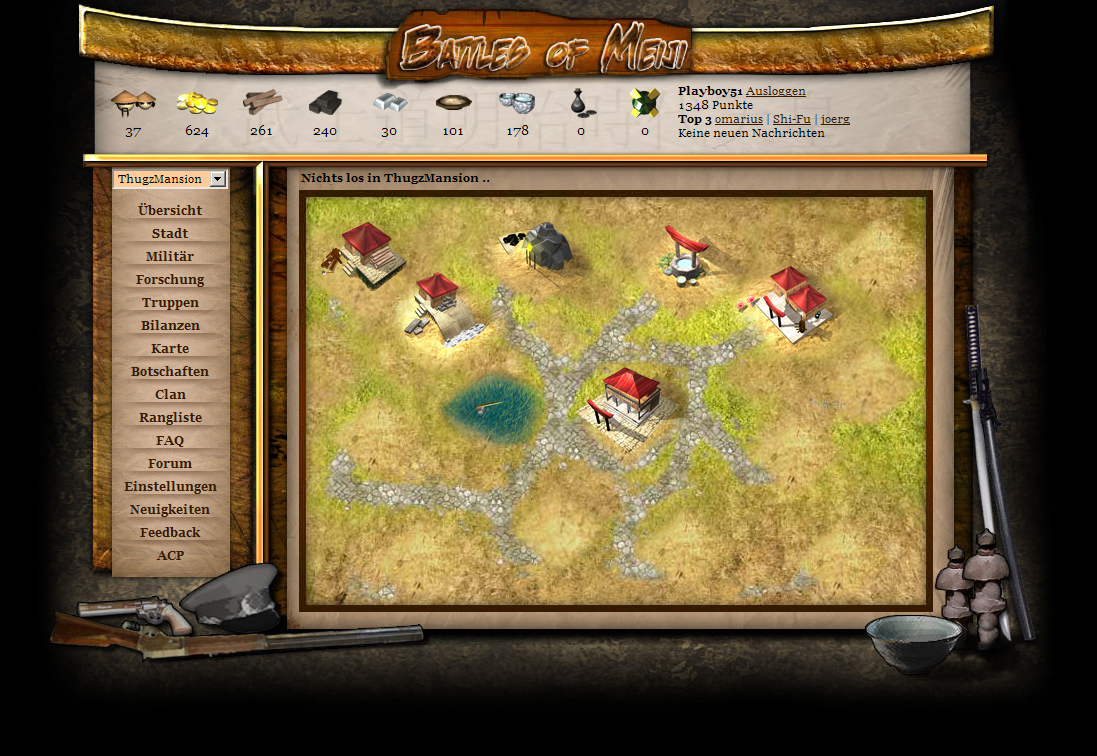 Battles of Meiji
37 624 261 240 30 101 178 0 0
Playboy51 Ausloggen
1348 Punkte
Top 3 omarius | Shi-Fu | joerg
Keine neuen Nachrichten
ThugzMansion
Übersicht
Stadt
Militär
Forschung
Truppen
Bilanzen
Karte
Botschaften
Clan
Rangliste
FAQ
Forum
Einstellungen
Neuigkeiten
Feedback
ACP
Nichts los in ThugzMansion ..